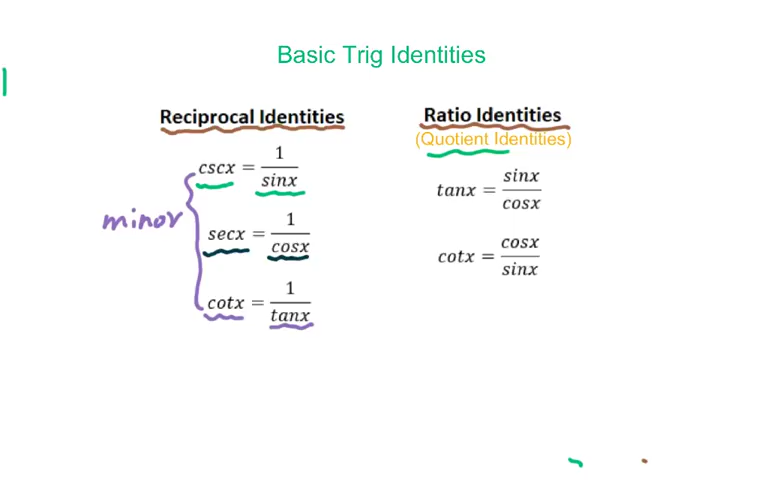 Basic Trig Identities
Reciprocal Identities
cscx = 1/sinx
minor
secx = 1/cosx
cotx = 1/tanx
Ratio Identities
(Quotient Identities)
tanx = sinx/cosx
cotx = cosx/sinx